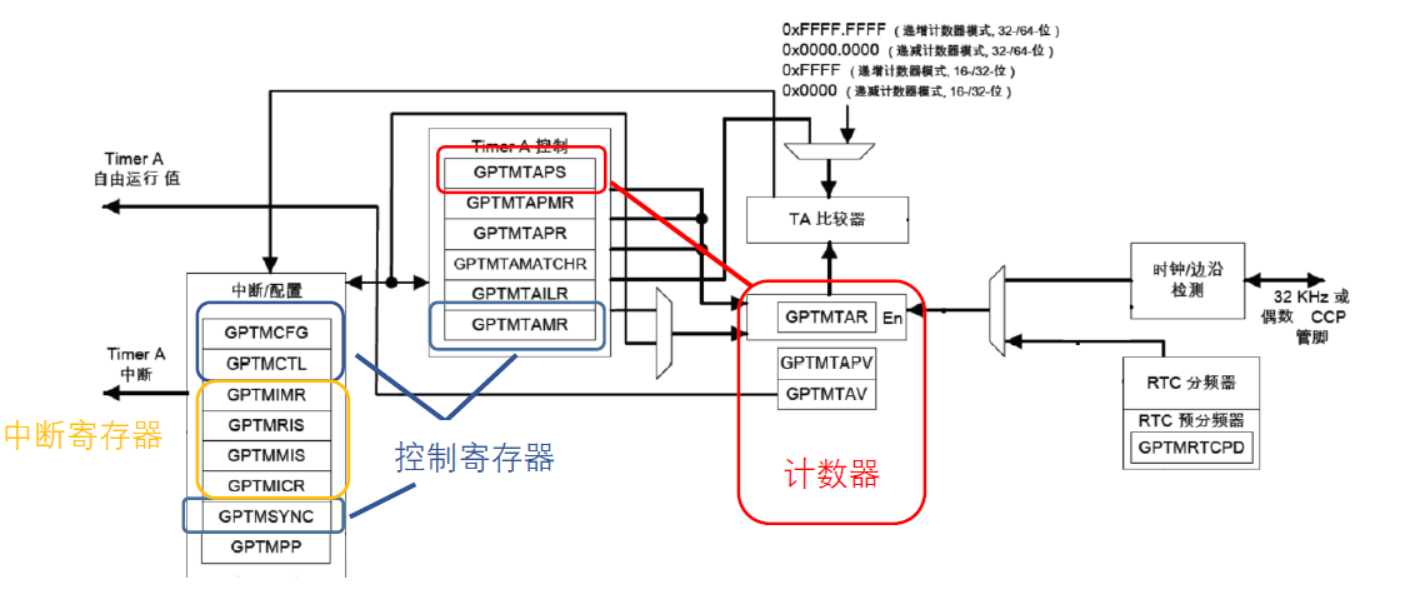 0xFFFF.FFFF（递增计数器模式, 32-/64-位）
0x0000.0000（递减计数器模式, 32-/64-位）
0xFFFF（递增计数器模式, 16-/32-位）
0x0000（递减计数器模式, 16-/32-位）
Timer A
自由运行 值
Timer A 控制
GPTMTAPS
GPTMTAPMR
GPTMTAPR
GPTMTAMATCHR
GPTMTAILR
GPTMTAMR
TA 比较器
GPTMTAR
En
GPTMTAPV
GPTMTAV
计数器
时钟/边沿
检测
32 KHz 或
偶数 CCP
管脚
RTC 分频器
RTC 预分频器
GPTMRTCPD
中断/配置
GPTMCFG
GPTMCTL
GPTMIMR
GPTMRIS
GPTMMIS
GPTMICR
GPTMSYNC
GPTMPP
Timer A
中断
中断寄存器
控制寄存器